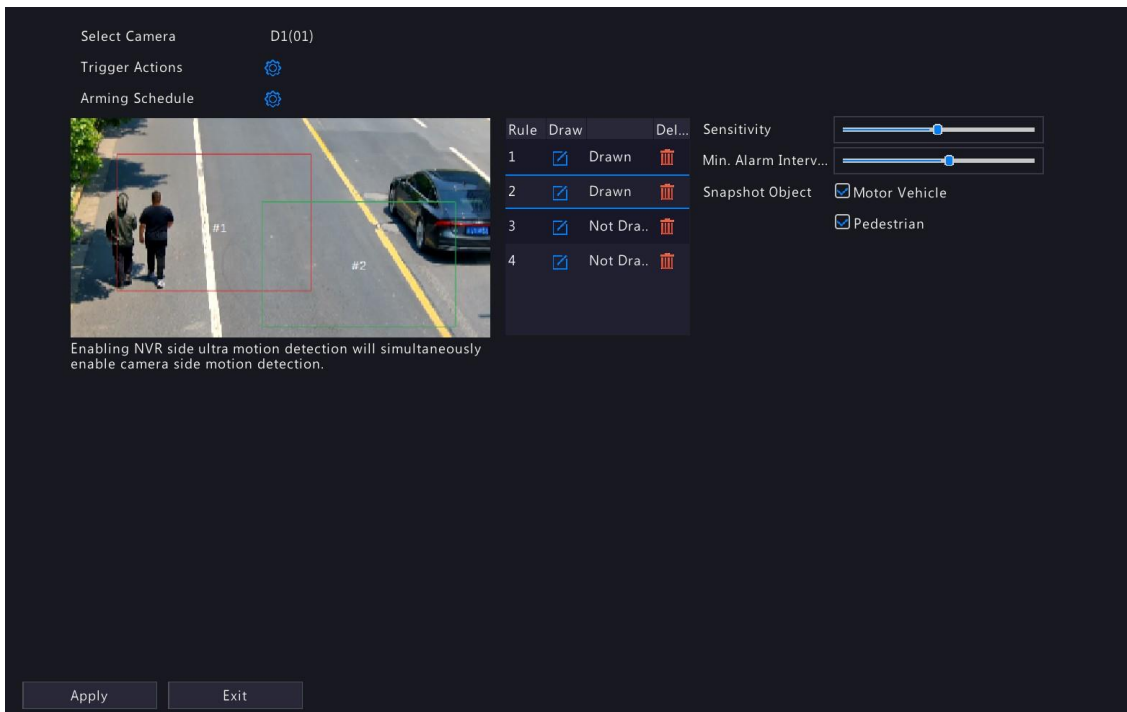 Select Camera D1(01)
Trigger Actions
Arming Schedule
#1
#2
Enabling NVR side ultra motion detection will simultaneously
enable camera side motion detection.
Rule Draw Del...
1 Drawn
2 Drawn
3 Not Dra..
4 Not Dra..
Sensitivity
Min. Alarm Interv...
Snapshot Object Motor Vehicle
Pedestrian
Apply Exit